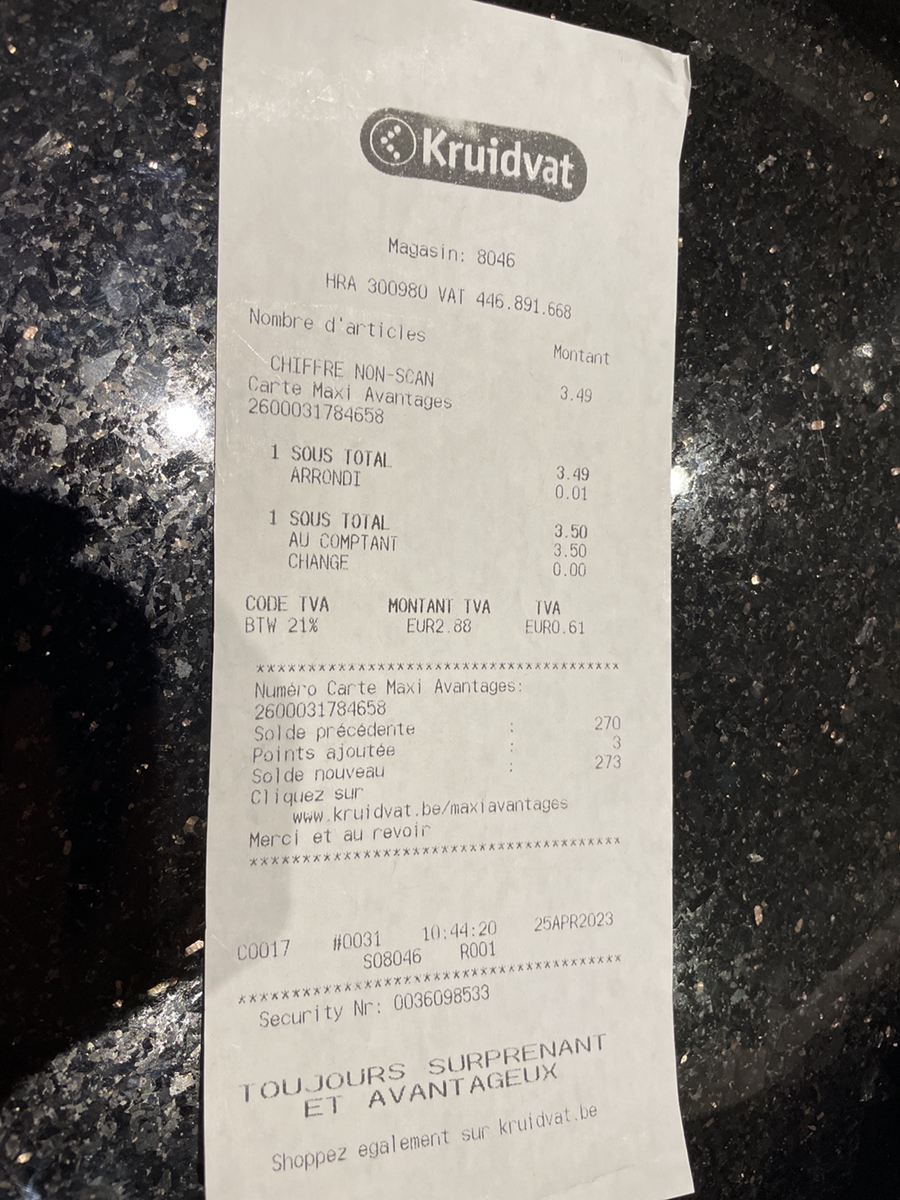 Kruidvat
Magasin: 8046
HRA 300980 VAT 446.891.668
Nombre d'articles
Montant
CHIFFRE NON-SCAN 3.49
Carte Maxi Avantages
2600031784658
1 SOUS TOTAL 3.49
ARRONDI 0.01
1 SOUS TOTAL 3.50
AU COMPTANT 3.50
CHANGE 0.00
CODE TVA MONTANT TVA TVA
BTW 21% EUR2.88 EUR0.61
***************************************
Numéro Carte Maxi Avantages:
2600031784658
Solde précédente : 270
Points ajoutée : 3
Solde nouveau : 273
Cliquez sur
www.kruidvat.be/maxiavantages
Merci et au revoir
***************************************
C0017 #0031 10:44:20 25APR2023
S08046 R001
***************************************
Security Nr: 0036098533
TOUJOURS SURPRENANT
ET AVANTAGEUX
Shoppez egalement sur kruidvat.be